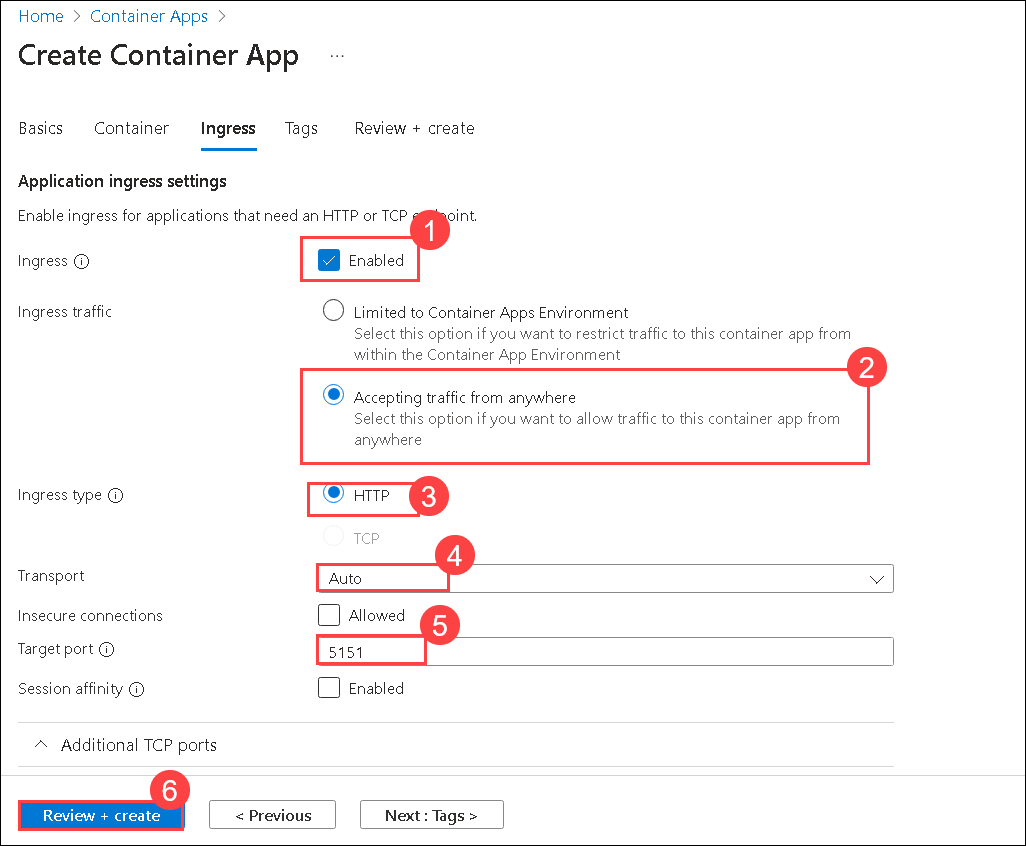 Home > Container Apps >
Create Container App ...
Basics Container Ingress Tags Review + create
Application ingress settings
Enable ingress for applications that need an HTTP or TCP endpoint.
1
Ingress Enabled
Ingress traffic Limited to Container Apps Environment
Select this option if you want to restrict traffic to this container app from
within the Container App Environment
2
Accepting traffic from anywhere
Select this option if you want to allow traffic to this container app from
anywhere
Ingress type HTTP 3
TCP
4
Transport Auto
Insecure connections Allowed
5
Target port 5151
Session affinity Enabled
Additional TCP ports
6
Review + create < Previous Next : Tags >